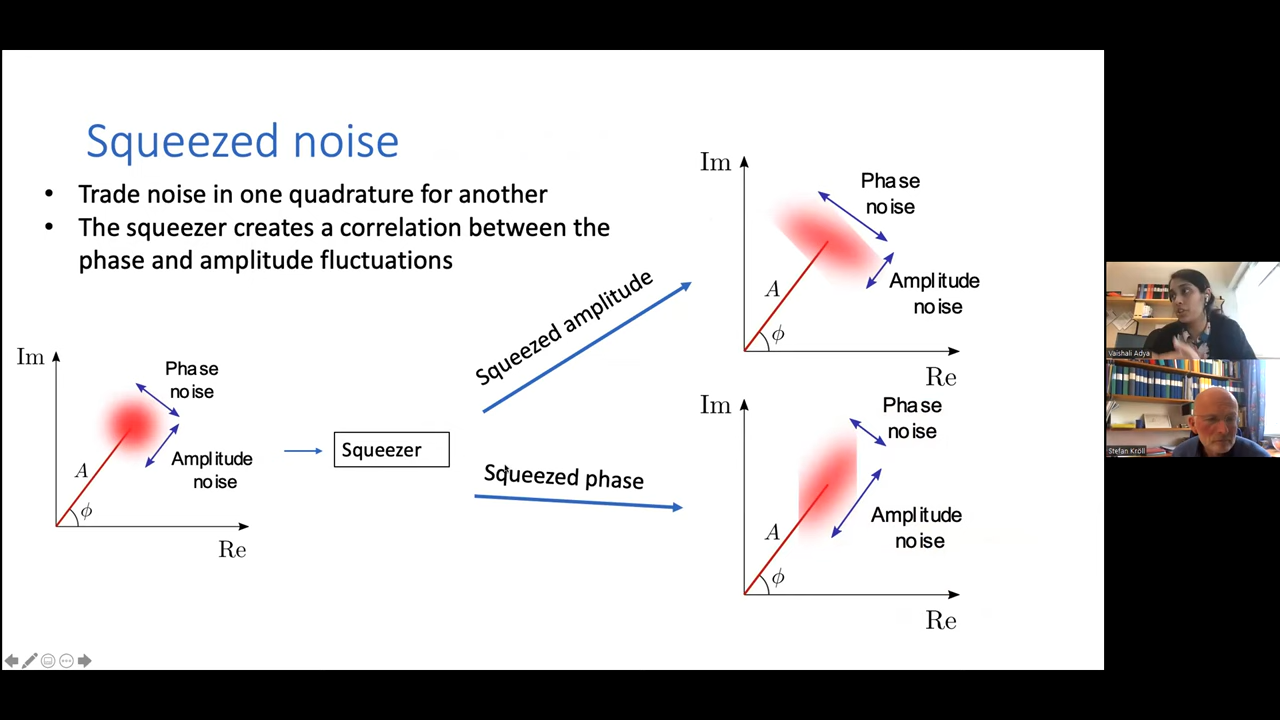 Squeezed noise
• Trade noise in one quadrature for another
• The squeezer creates a correlation between the
phase and amplitude fluctuations
Im
Phase
noise
A
Amplitude
noise
ϕ
Re
Squeezer
Squeezed amplitude
Squeezed phase
Im
Phase
noise
A
Amplitude
noise
ϕ
Re
Im
Phase
noise
A
Amplitude
noise
ϕ
Re
Vaishali Adya
Stefan Kröll